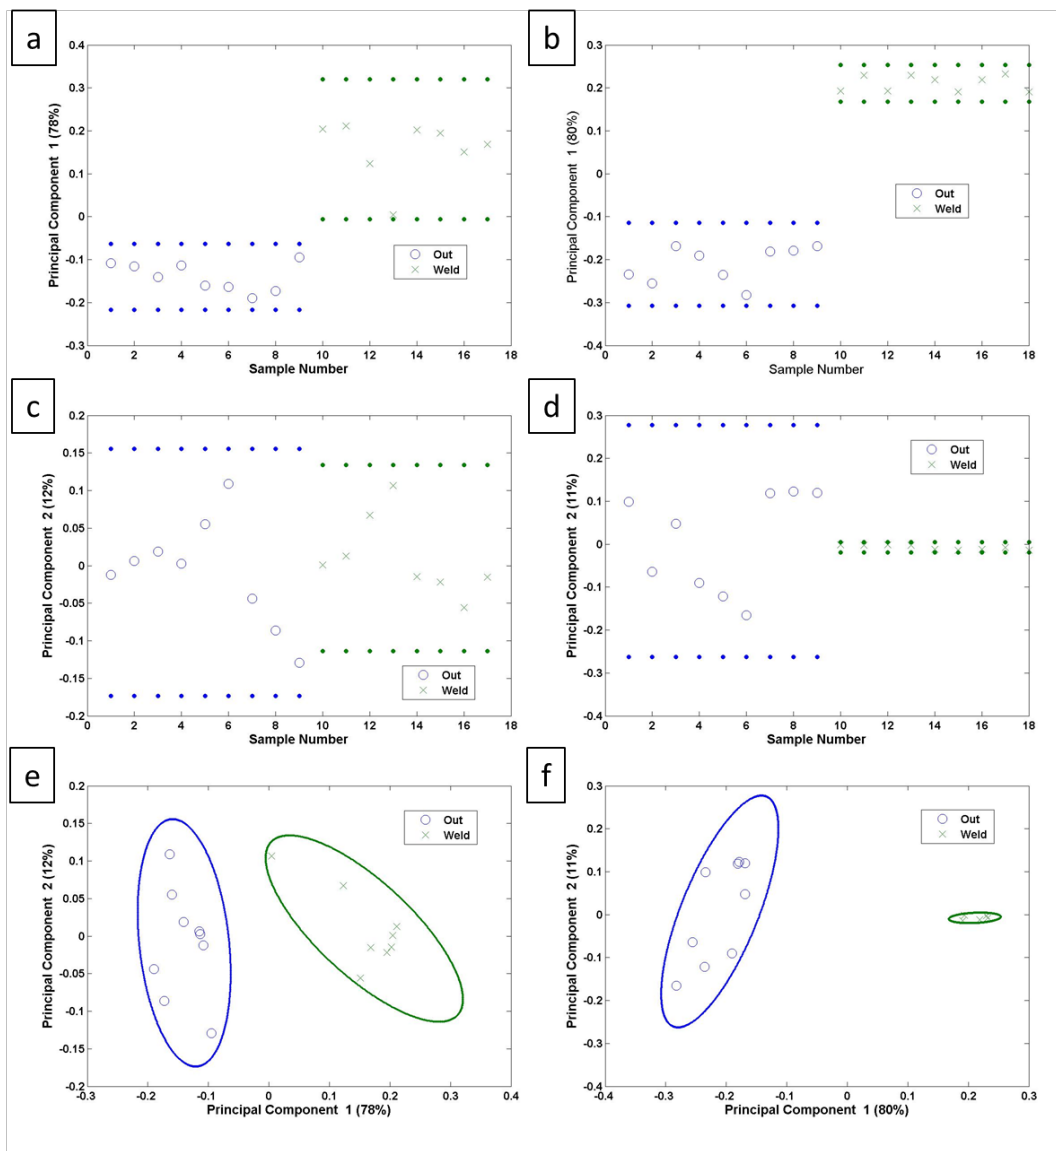 a
0.4
0.3
0.2
0.1
0
-0.1
-0.2
-0.3
Principal Component 1 (78%)
Out
Weld
0 2 4 6 8 10 12 14 16 18
Sample Number
b
0.3
0.2
0.1
0
-0.1
-0.2
-0.3
-0.4
Principal Component 1 (80%)
Out
Weld
0 2 4 6 8 10 12 14 16 18
Sample Number
c
0.2
0.15
0.1
0.05
0
-0.05
-0.1
-0.15
-0.2
Principal Component 2 (12%)
Out
Weld
0 2 4 6 8 10 12 14 16 18
Sample Number
d
0.3
0.2
0.1
0
-0.1
-0.2
-0.3
-0.4
Principal Component 2 (11%)
Out
Weld
0 2 4 6 8 10 12 14 16 18
Sample Number
e
0.2
0.15
0.1
0.05
0
-0.05
-0.1
-0.15
-0.2
Principal Component 2 (12%)
Out
Weld
-0.3 -0.2 -0.1 0 0.1 0.2 0.3 0.4
Principal Component 1 (78%)
f
0.3
0.2
0.1
0
-0.1
-0.2
-0.3
-0.4
Principal Component 2 (11%)
Out
Weld
-0.4 -0.3 -0.2 -0.1 0 0.1 0.2 0.3
Principal Component 1 (80%)